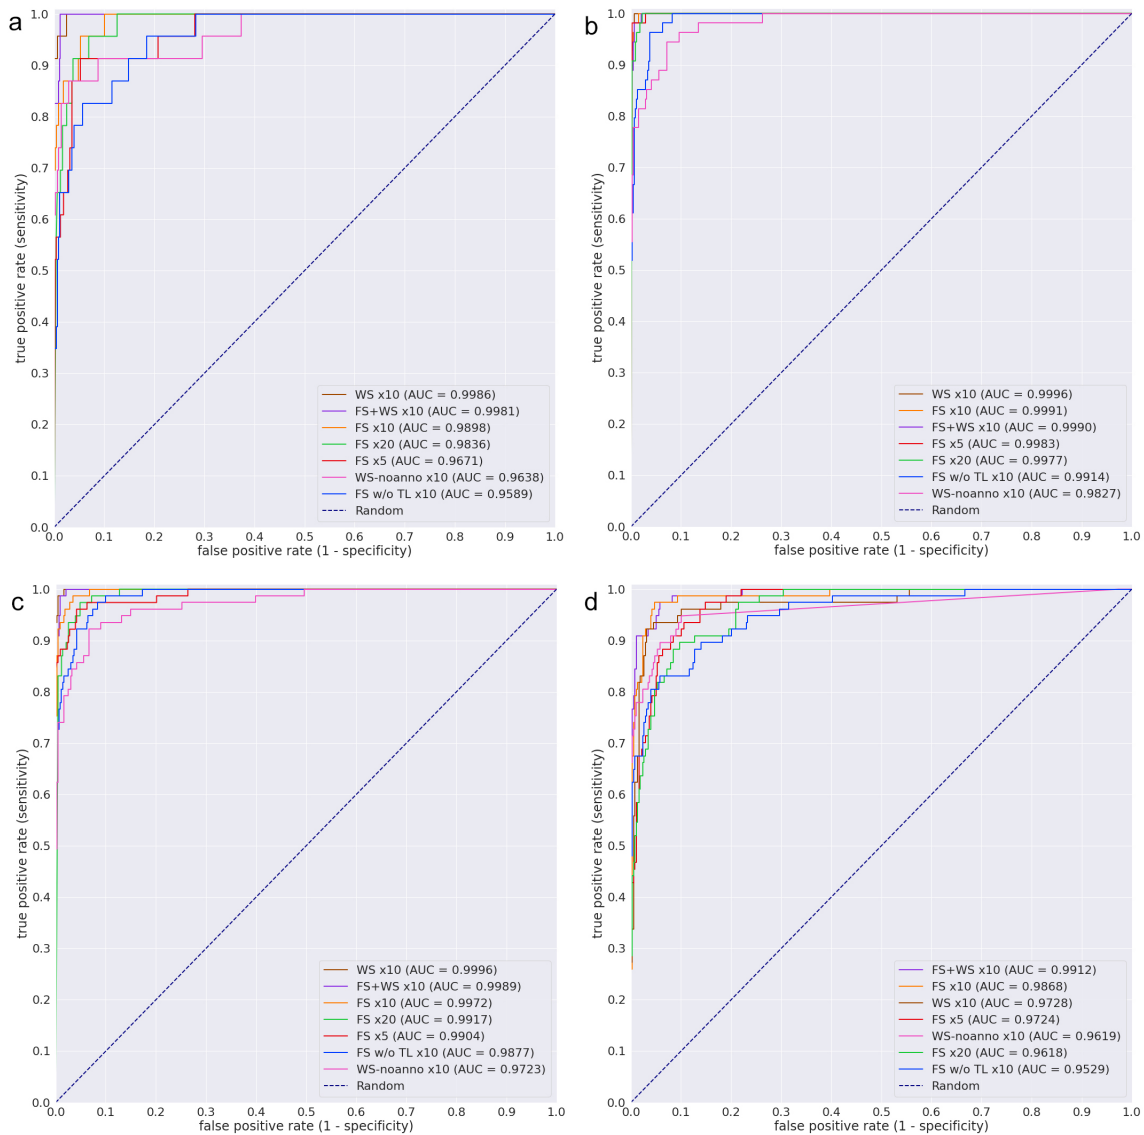 a
1.0
0.9
0.8
0.7
0.6
0.5
0.4
0.3
0.2
0.1
0.0
true positive rate (sensitivity)
WS x10 (AUC = 0.9986)
FS+WS x10 (AUC = 0.9981)
FS x10 (AUC = 0.9898)
FS x20 (AUC = 0.9836)
FS x5 (AUC = 0.9671)
WS-noanno x10 (AUC = 0.9638)
FS w/o TL x10 (AUC = 0.9589)
Random
0.0 0.1 0.2 0.3 0.4 0.5 0.6 0.7 0.8 0.9 1.0
false positive rate (1 - specificity)
b
1.0
0.9
0.8
0.7
0.6
0.5
0.4
0.3
0.2
0.1
0.0
true positive rate (sensitivity)
WS x10 (AUC = 0.9996)
FS x10 (AUC = 0.9991)
FS+WS x10 (AUC = 0.9990)
FS x5 (AUC = 0.9983)
FS x20 (AUC = 0.9977)
FS w/o TL x10 (AUC = 0.9914)
WS-noanno x10 (AUC = 0.9827)
Random
0.0 0.1 0.2 0.3 0.4 0.5 0.6 0.7 0.8 0.9 1.0
false positive rate (1 - specificity)
c
1.0
0.9
0.8
0.7
0.6
0.5
0.4
0.3
0.2
0.1
0.0
true positive rate (sensitivity)
WS x10 (AUC = 0.9996)
FS+WS x10 (AUC = 0.9989)
FS x10 (AUC = 0.9972)
FS x20 (AUC = 0.9917)
FS x5 (AUC = 0.9904)
FS w/o TL x10 (AUC = 0.9877)
WS-noanno x10 (AUC = 0.9723)
Random
0.0 0.1 0.2 0.3 0.4 0.5 0.6 0.7 0.8 0.9 1.0
false positive rate (1 - specificity)
d
1.0
0.9
0.8
0.7
0.6
0.5
0.4
0.3
0.2
0.1
0.0
true positive rate (sensitivity)
FS+WS x10 (AUC = 0.9912)
FS x10 (AUC = 0.9868)
WS x10 (AUC = 0.9728)
FS x5 (AUC = 0.9724)
WS-noanno x10 (AUC = 0.9619)
FS x20 (AUC = 0.9618)
FS w/o TL x10 (AUC = 0.9529)
Random
0.0 0.1 0.2 0.3 0.4 0.5 0.6 0.7 0.8 0.9 1.0
false positive rate (1 - specificity)